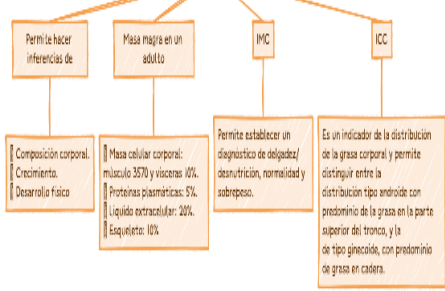 Permite hacer
inferencias de
Masa magra en un
adulto
IMC
ICC
Composición corporal.
Crecimiento.
Desarrollo físico
Masa celular corporal:
músculo 3570 y vísceras 10%.
Proteínas plasmáticas: 5%.
Líquido extracelular: 20%.
Esqueleto: 10%
Permite establecer un
diagnóstico de delgadez/
desnutrición, normalidad y
sobrepeso.
Es un indicador de la distribución
de la grasa corporal y permite
distinguir entre la
distribución tipo androide con
predominio de la grasa en la parte
superior del tronco, y la
de tipo ginecoide, con predominio
de grasa en cadera.